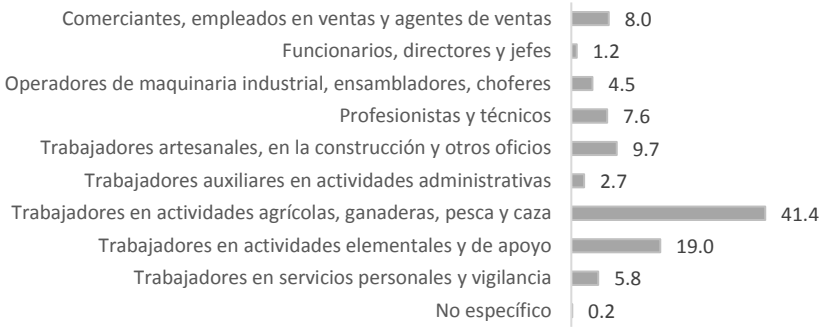 Comerciantes, empleados en ventas y agentes de ventas 8.0
Funcionarios, directores y jefes 1.2
Operadores de maquinaria industrial, ensambladores, choferes 4.5
Profesionistas y técnicos 7.6
Trabajadores artesanales, en la construcción y otros oficios 9.7
Trabajadores auxiliares en actividades administrativas 2.7
Trabajadores en actividades agrícolas, ganaderas, pesca y caza 41.4
Trabajadores en actividades elementales y de apoyo 19.0
Trabajadores en servicios personales y vigilancia 5.8
No específico 0.2